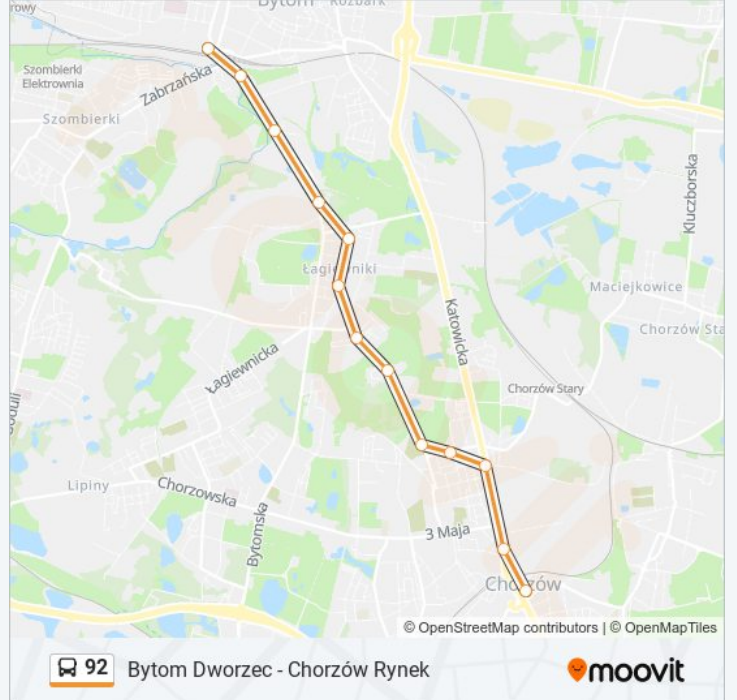 Bytom
Rozbark
Szombierki
Elektrownia
Zabrzańska
Szombierki
Kluczborska
Łagiewniki
Maciejkowice
Katowicka
Chorzów Sta
Łagiewnicka
Chorzów Stary
Lipiny
Chorzowska
Bytomska
3 Maja
Chorzów
© OpenStreetMap contributors | © OpenMapTiles
92 Bytom Dworzec - Chorzów Rynek
moovit